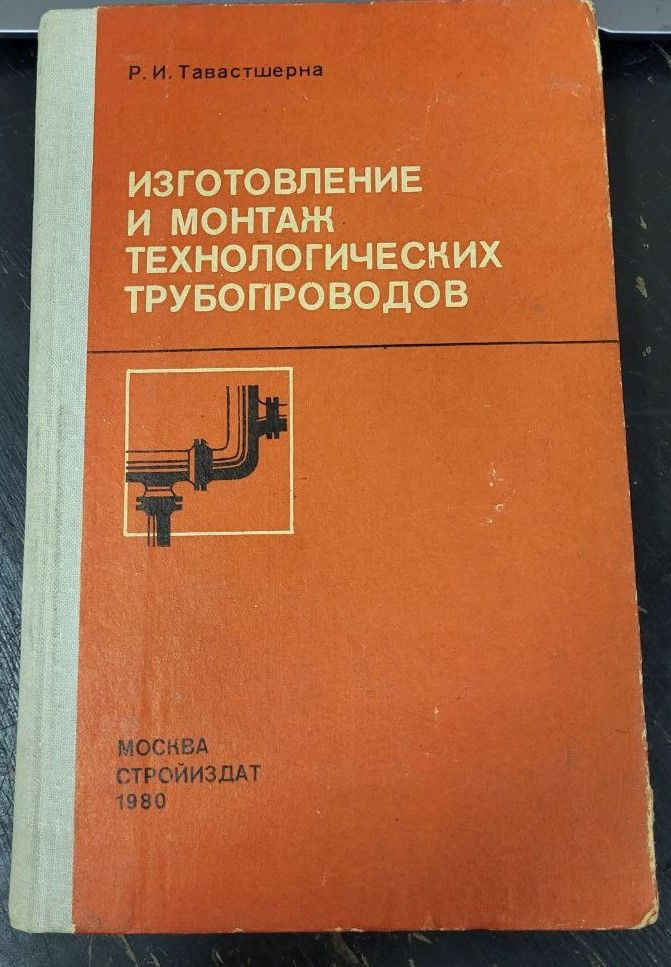 Р. И. Тавастшерна
ИЗГОТОВЛЕНИЕ
И МОНТАЖ
ТЕХНОЛОГИЧЕСКИХ
ТРУБОПРОВОДОВ
МОСКВА
СТРОЙИЗДАТ
1980